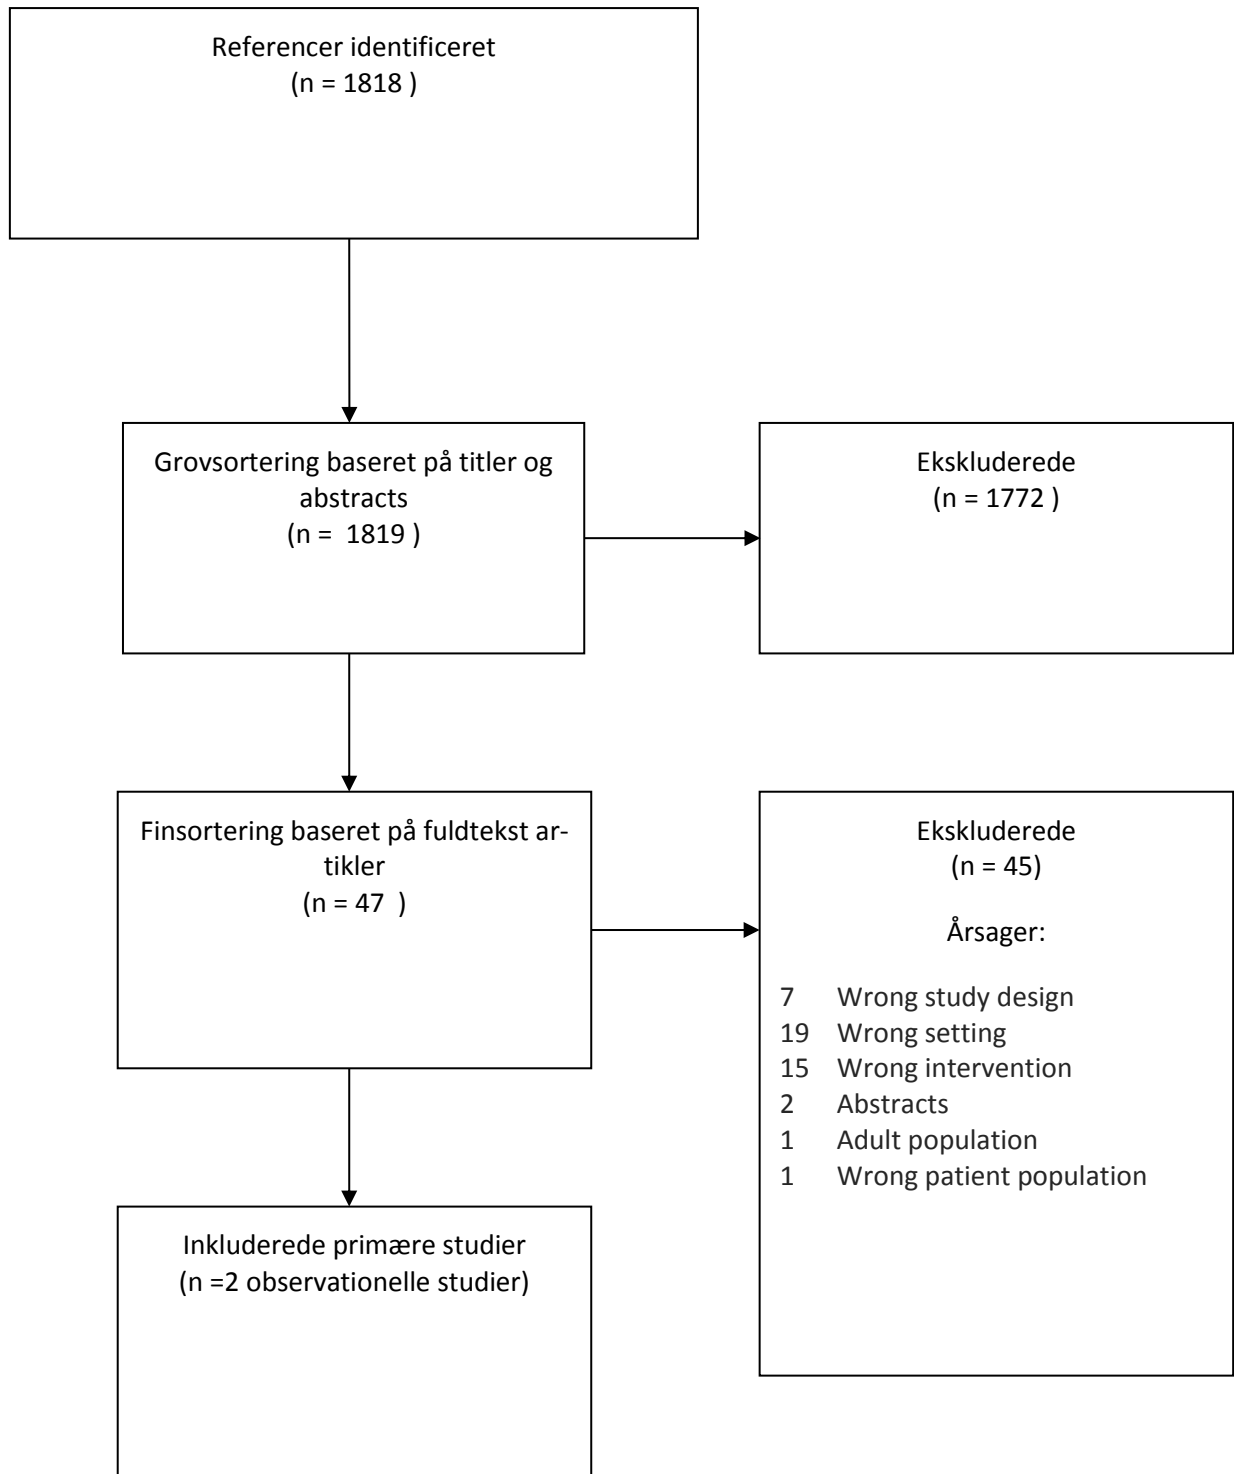 Referencer identificeret
(n = 1818 )
Grovsortering baseret på titler og
abstracts
(n =  1819 )
Ekskluderede
(n = 1772 )
Finsortering baseret på fuldtekst ar-
tikler
(n = 47  )
Ekskluderede
(n = 45)
Årsager:
7 Wrong study design
19 Wrong setting
15 Wrong intervention
2 Abstracts
1 Adult population
1 Wrong patient population
Inkluderede primære studier
(n =2 observationelle studier)